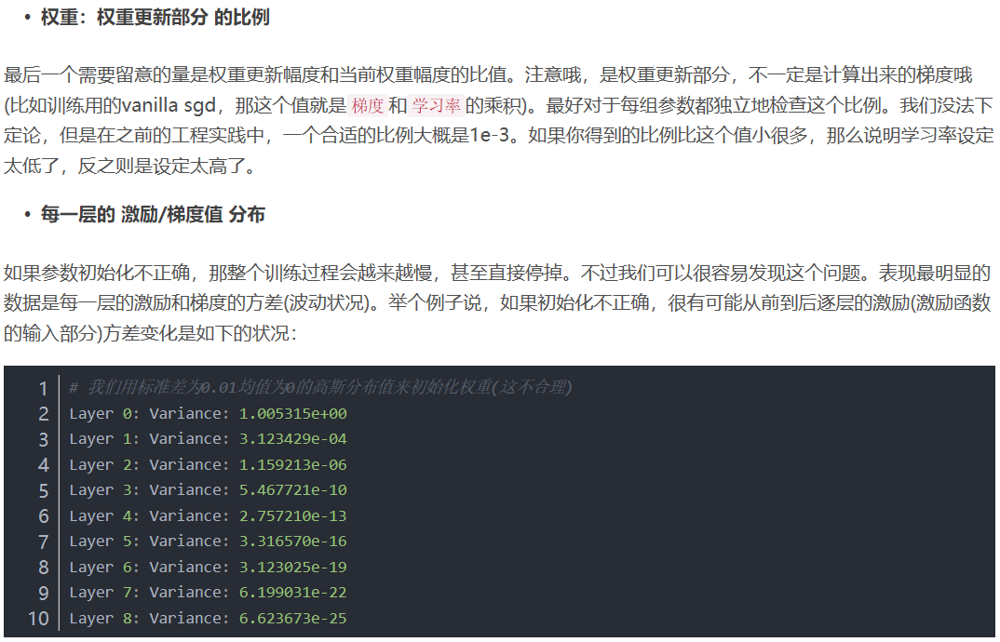 • 权重：权重更新部分 的比例
最后一个需要留意的量是权重更新幅度和当前权重幅度的比值。注意哦，是权重更新部分，不一定是计算出来的梯度哦
(比如训练用的vanilla sgd，那这个值就是 梯度 和 学习率 的乘积)。最好对于每组参数都独立地检查这个比例。我们没法下
定论，但是在之前的工程实践中，一个合适的比例大概是1e-3。如果你得到的比例比这个值小很多，那么说明学习率设定
太低了，反之则是设定太高了。
• 每一层的 激励/梯度值 分布
如果参数初始化不正确，那整个训练过程会越来越慢，甚至直接停掉。不过我们可以很容易发现这个问题。表现最明显的
数据是每一层的激励和梯度的方差(波动状况)。举个例子说，如果初始化不正确，很有可能从前到后逐层的激励(激励函数
的输入部分)方差变化是如下的状况：
1 # 我们用标准差为0.01均值为0的高斯分布值来初始化权重(这不合理)
2 Layer 0: Variance: 1.005315e+00
3 Layer 1: Variance: 3.123429e-04
4 Layer 2: Variance: 1.159213e-06
5 Layer 3: Variance: 5.467721e-10
6 Layer 4: Variance: 2.757210e-13
7 Layer 5: Variance: 3.316570e-16
8 Layer 6: Variance: 3.123025e-19
9 Layer 7: Variance: 6.199031e-22
10 Layer 8: Variance: 6.623673e-25